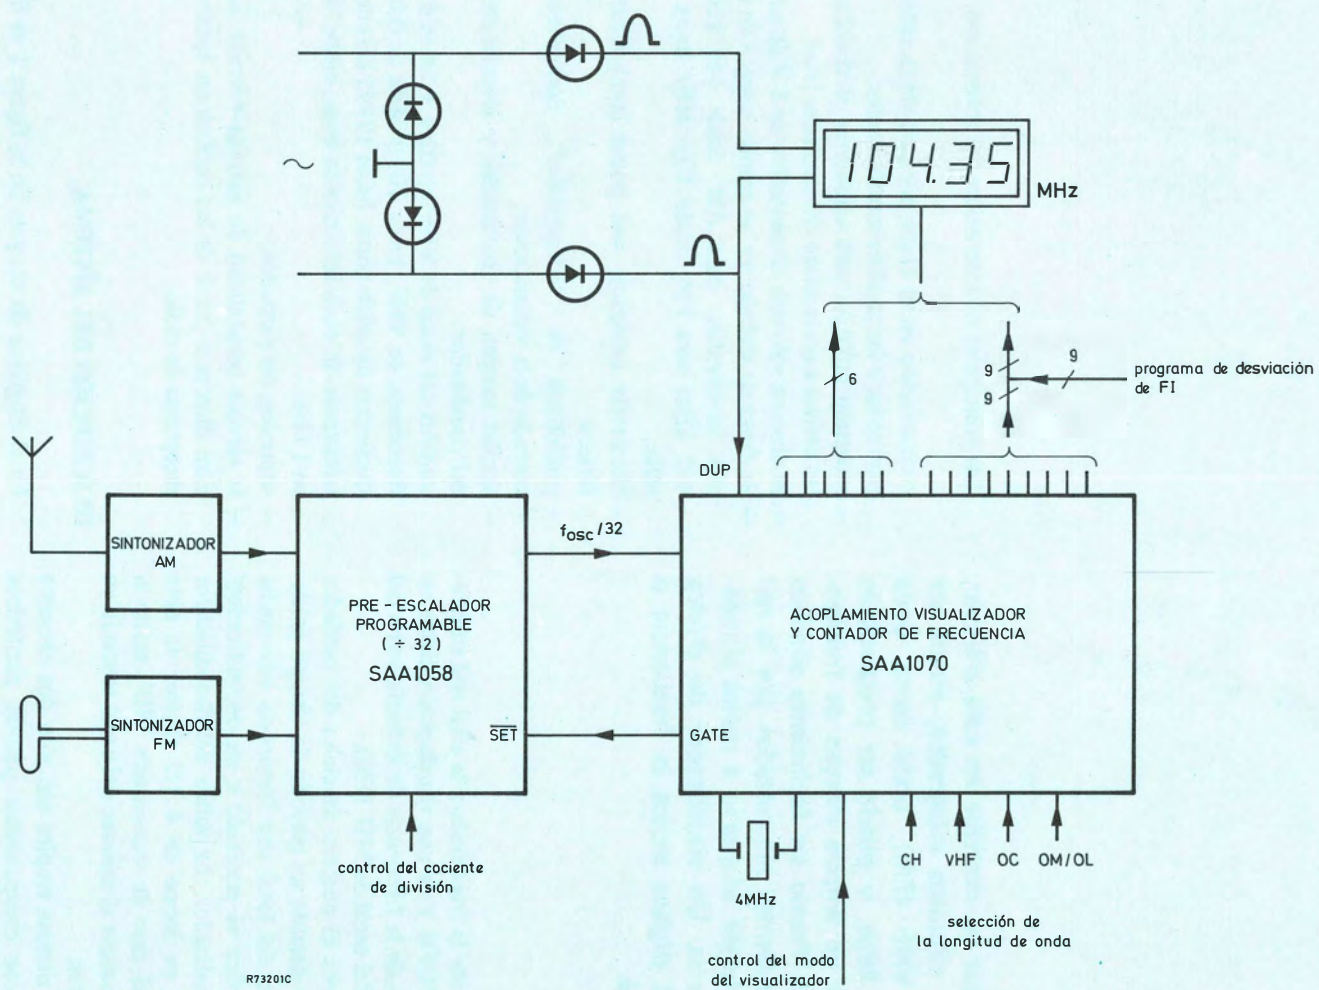 104.35
MHz
6
9
9
9
programa de desviación
de FI
DUP
SINTONIZADOR
AM
PRE - ESCALADOR
PROGRAMABLE
( ÷ 32 )
SAA1058
fosc /32
ACOPLAMIENTO VISUALIZADOR
Y CONTADOR DE FRECUENCIA
SAA1070
SINTONIZADOR
FM
SET
GATE
control del cociente
de división
4MHz
CH VHF OC OM/OL
selección de
la longitud de onda
control del modo
del visualizador
R73201C